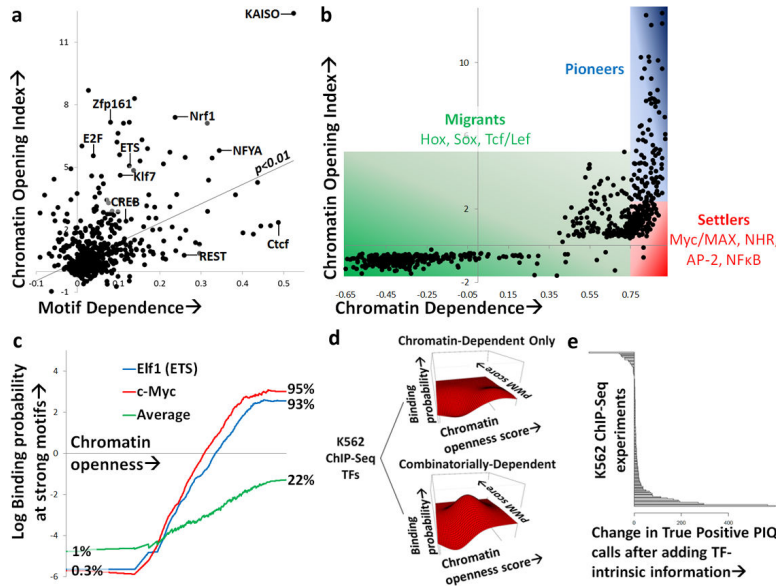 a
KAISO
11
Zfp161
8
Nrf1
E2F
ETS
NFYA
5
p<0.01
Klf7
CREB
2
REST
Ctcf
-1
-0.1 0 0.1 0.2 0.3 0.4 0.5
Chromatin Opening Index→
Motif Dependence→
b
10
Pioneers
Migrants
Hox, Sox, Tcf/Lef
6
2
Settlers
Myc/MAX, NHR,
AP-2, NFκB
-2
-0.65 -0.45 -0.25 -0.05 0.15 0.35 0.55 0.75
Chromatin Opening Index→
Chromatin Dependence→
c
Elf1 (ETS)
c-Myc
Average
2
95%
93%
0
Chromatin
openness→
-2
22%
-4
1%
0.3%
-6
Log Binding probability
at strong motifs→
d
Chromatin-Dependent Only
Binding
probability
PWM score→
Chromatin
openness score→
K562
ChIP-Seq
TFs
Combinatorially-Dependent
Binding
probability
PWM score→
Chromatin
openness score→
e
K562 ChIP-Seq
experiments
0 200 400
Change in True Positive PIQ
calls after adding TF-
intrinsic information→